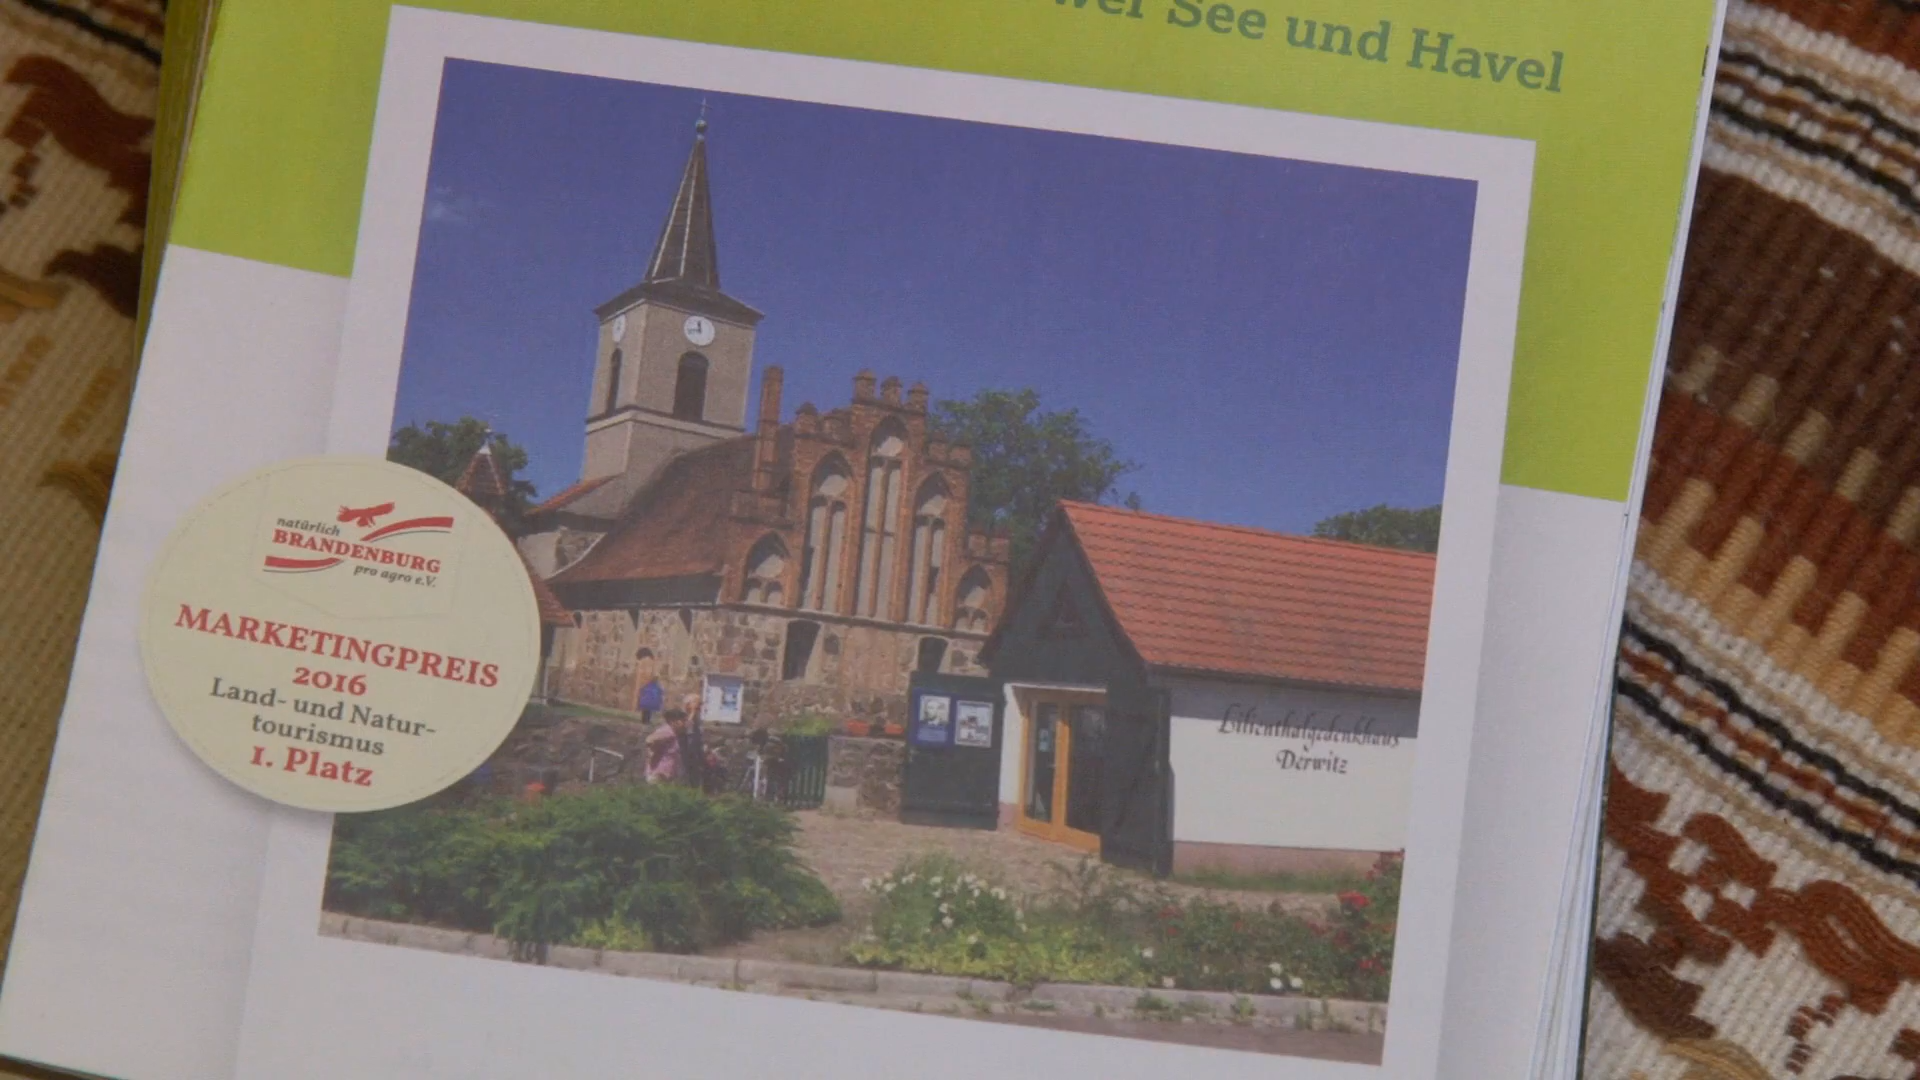 See und Havel
natürlich
BRANDENBURG
pro agro e.V.
MARKETINGPREIS
2016
Land- und Natur-
tourismus
1. Platz
Lilienthalgedenkhaus
Derwitz